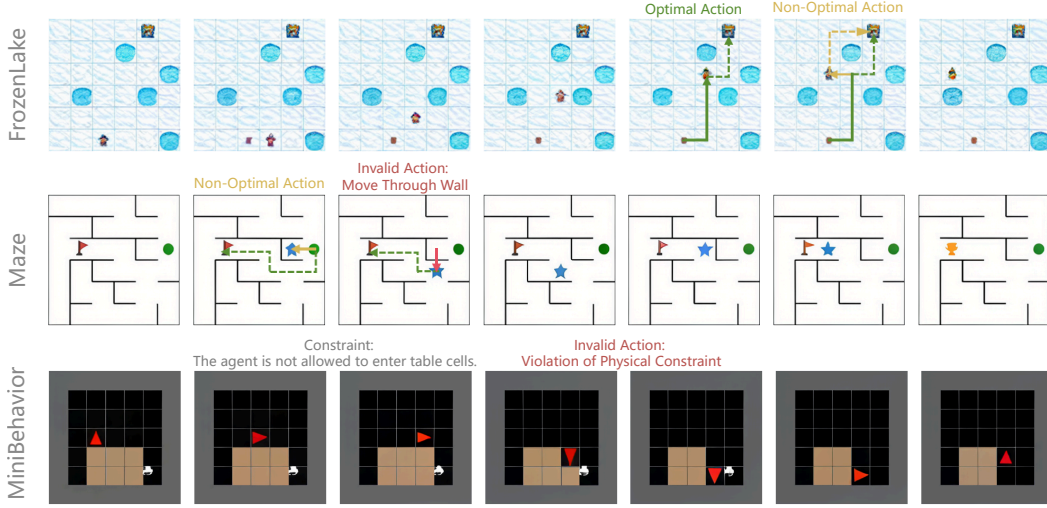 FrozenLake
Optimal Action
Non-Optimal Action
Maze
Non-Optimal Action
Invalid Action:
Move Through Wall
MiniBehavior
Constraint:
The agent is not allowed to enter table cells.
Invalid Action:
Violation of Physical Constraint